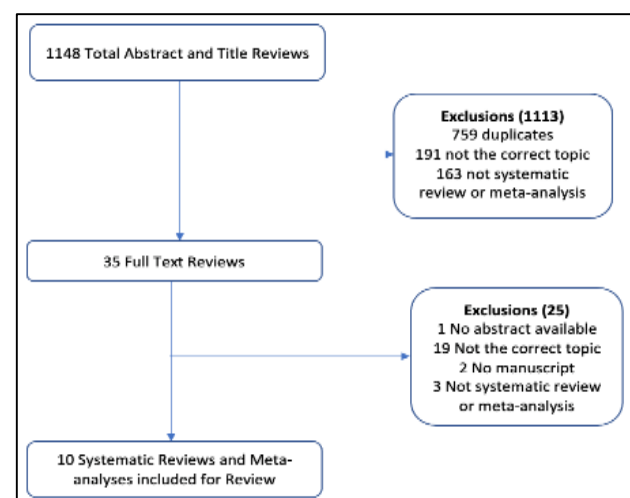 1148 Total Abstract and Title Reviews
Exclusions (1113)
759 duplicates
191 not the correct topic
163 not systematic
review or meta-analysis
35 Full Text Reviews
Exclusions (25)
1 No abstract available
19 Not the correct topic
2 No manuscript
3 Not systematic review
or meta-analysis
10 Systematic Reviews and Meta-
analyses included for Review